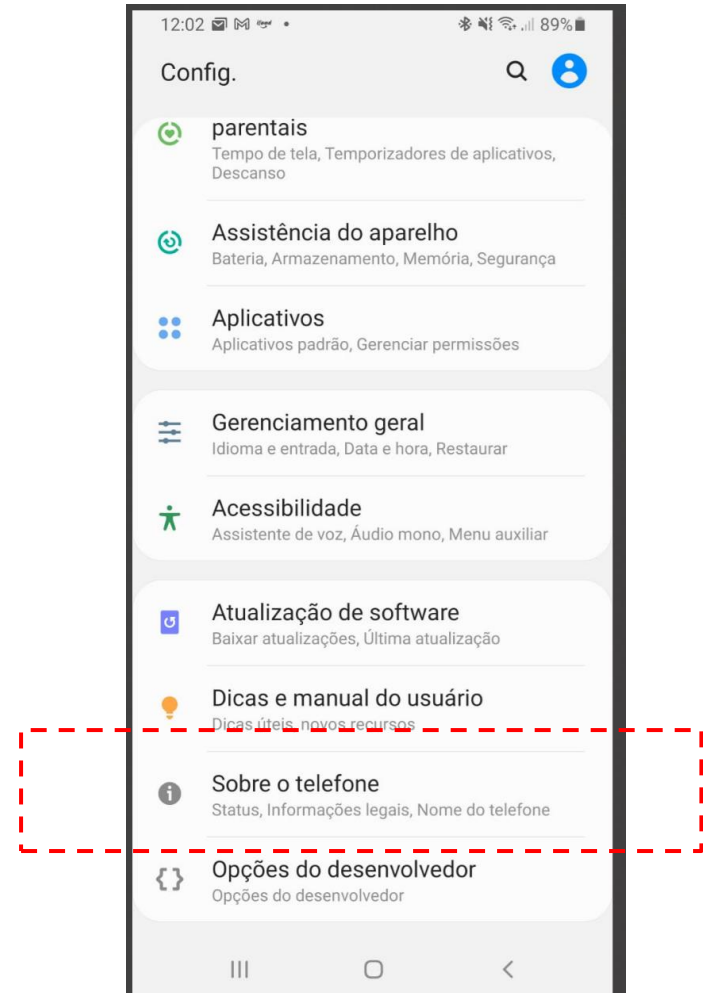 12:02
89%
Config.
parentais
Tempo de tela, Temporizadores de aplicativos,
Descanso
Assistência do aparelho
Bateria, Armazenamento, Memória, Segurança
Aplicativos
Aplicativos padrão, Gerenciar permissões
Gerenciamento geral
Idioma e entrada, Data e hora, Restaurar
Acessibilidade
Assistente de voz, Áudio mono, Menu auxiliar
Atualização de software
Baixar atualizações, Última atualização
Dicas e manual do usuário
Dicas úteis, novos recursos
Sobre o telefone
Status, Informações legais, Nome do telefone
Opções do desenvolvedor
Opções do desenvolvedor